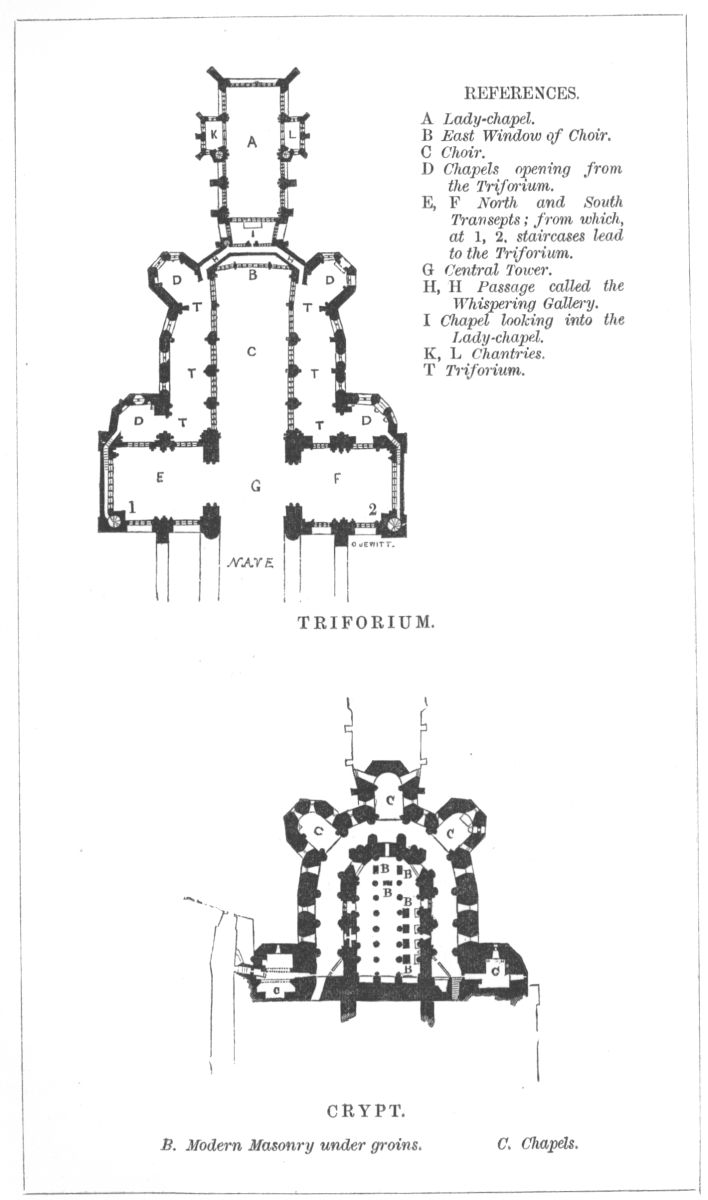 REFERENCES.
A Lady-chapel.
B East Window of Choir.
C Choir.
D Chapels opening from
the Triforium.
E, F North and South
Transepts; from which,
at 1, 2, staircases lead
to the Triforium.
G Central Tower.
H, H Passage called the
Whispering Gallery.
I Chapel looking into the
Lady-chapel.
K, L Chantries.
T Triforium.
K
A
L
I
H
H
B
D
D
T
T
C
T
T
D
T
T
D
E
G
F
1
2
O JEWITT.
NAVE
TRIFORIUM.
C
C
C
B
B
B
B
B
C
C
CRYPT.
B. Modern Masonry under groins.
C. Chapels.